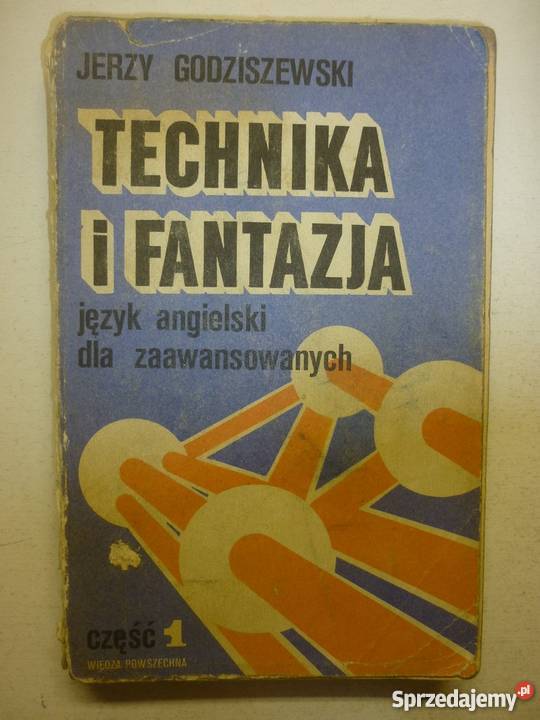 JERZY GODZISZEWSKI
TECHNIKA
i FANTAZJA
język angielski
dla zaawansowanych
część 1
WIEDZA POWSZECHNA
Sprzedajemy.pl